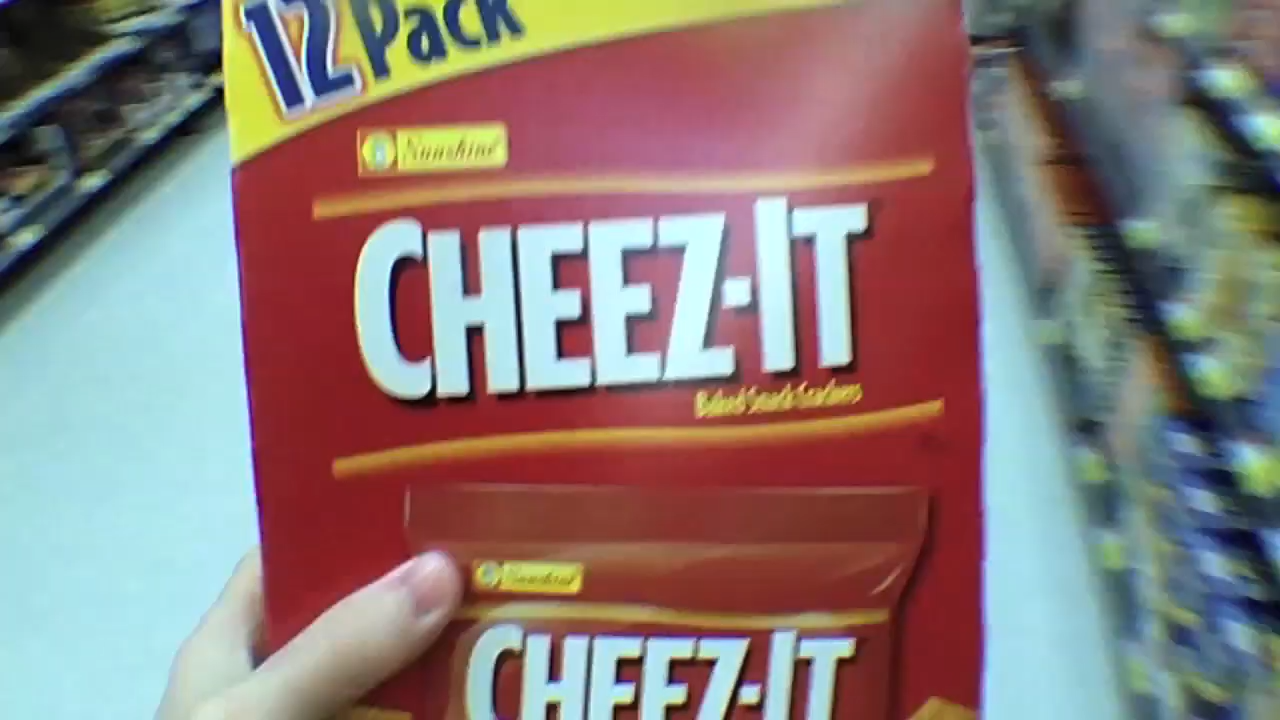 12 Pack
Sunshine
CHEEZ-IT
Baked Snack Crackers
Sunshine
CHEEZ-IT